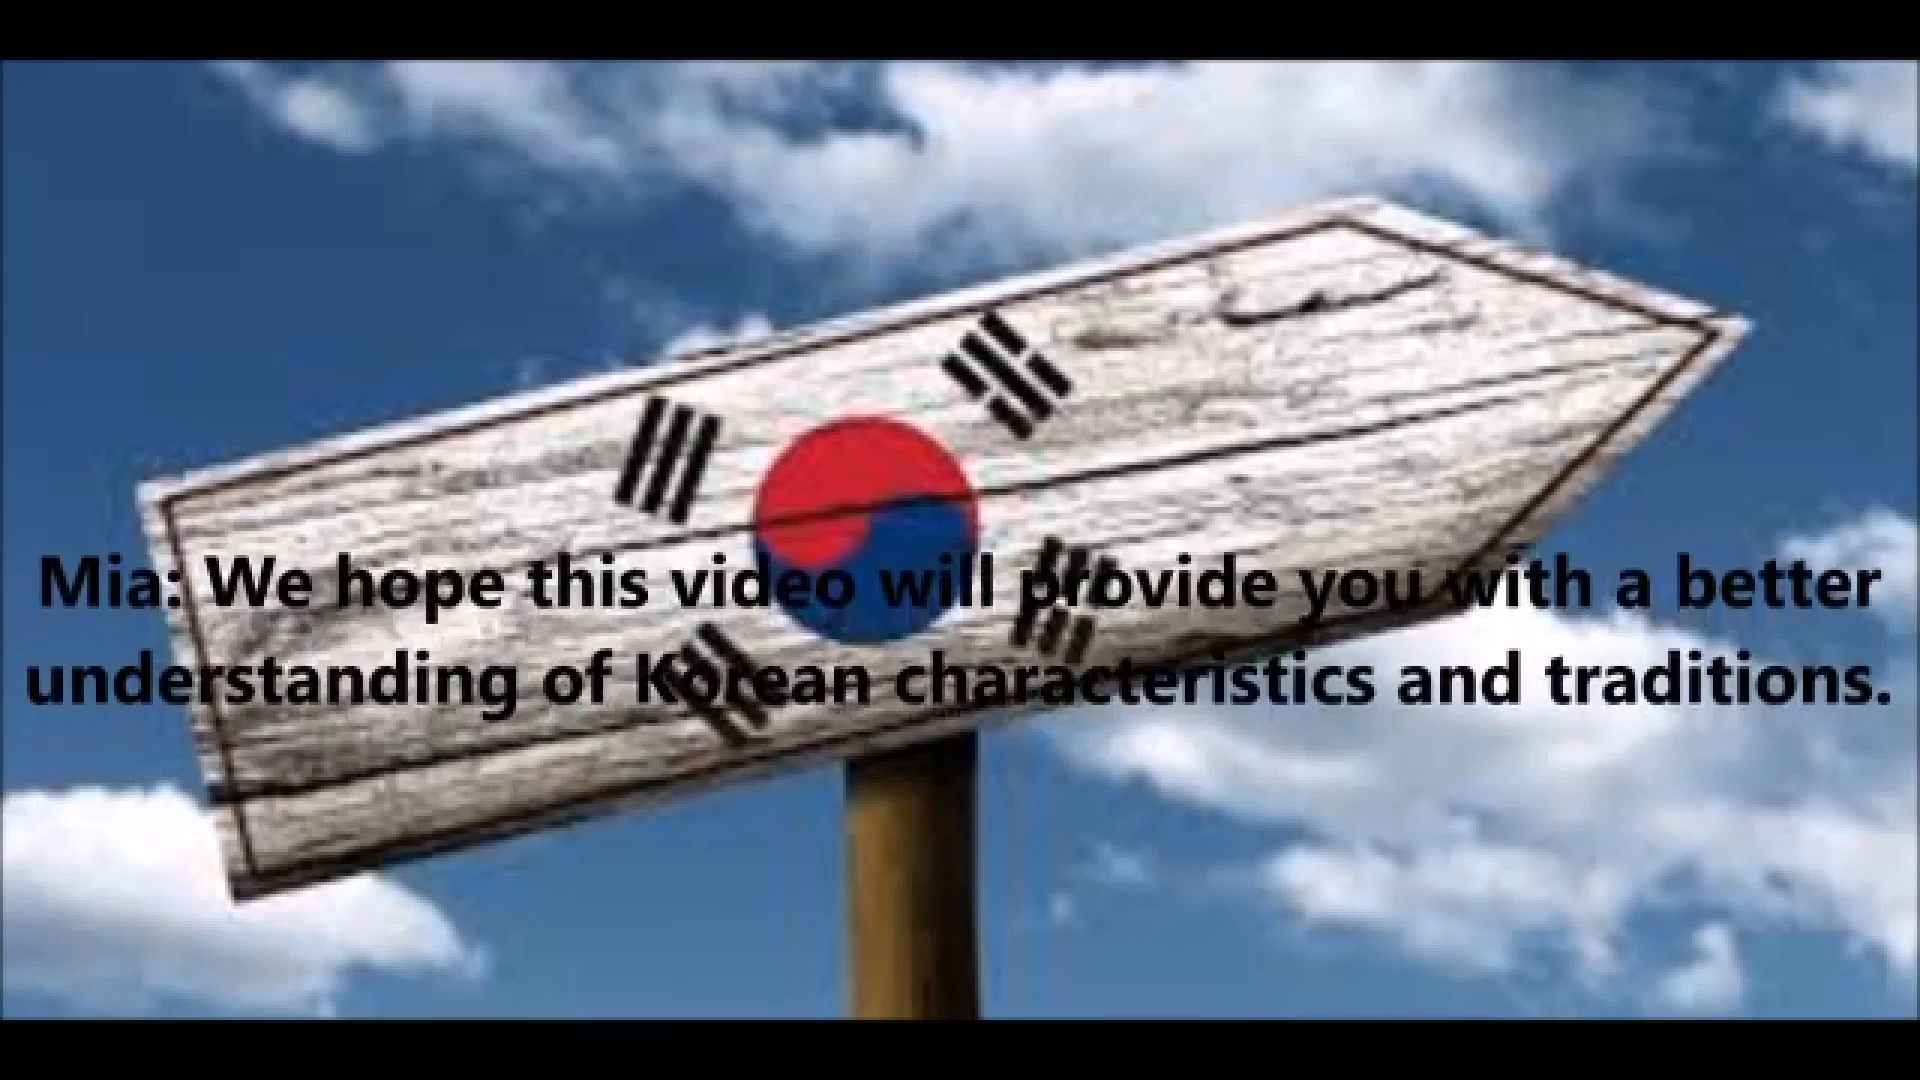 Mia: We hope this video will provide you with a better
understanding of Korean characteristics and traditions.